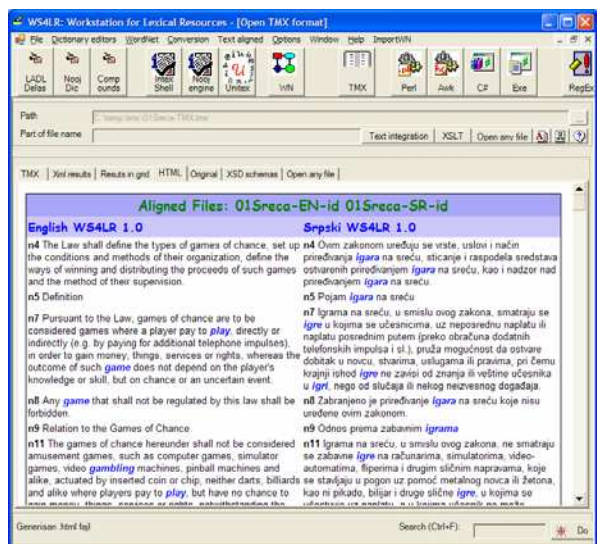 WS4LR: Workstation for Lexical Resources - [Open TMX format]
File Dictionary editors WordNet Conversion Text aligned Options Window Help ImportWN
LADL Delas
Nooj Dic
Comp ounds
Intex Shell
Nooj engine
Unitex
WN
TMX
Perl
Awk
C#
Exe
RegEx
Path
Part of file name
Text integration XSLT Open any file
TMX Xml results Results in grid HTML Original XSD schemas Open any file
Aligned Files: 01Sreca-EN-id 01Sreca-SR-id
English WS4LR 1.0
n4 The Law shall define the types of games of chance, set up
the conditions and methods of their organization, define the
ways of winning and distributing the proceeds of such games
and the method of their supervision.
n5 Definition
n7 Pursuant to the Law, games of chance are to be
considered games where a player pay to play, directly or
indirectly (e.g. by paying for additional telephone impulses),
in order to gain money, things, services or rights, whereas the
outcome of such game does not depend on the player's
knowledge or skill, but on chance or an uncertain event.
n8 Any game that shall not be regulated by this law shall be
forbidden.
n9 Relation to the Games of Chance
n11 The games of chance hereunder shall not be considered
amusement games, such as computer games, simulator
games, video gambling machines, pinball machines and
alike, actuated by inserted coin or chip, neither darts, billiards
and alike where players pay to play, but have no chance to
gain money, things, services or rights, notwithstanding the
Srpski WS4LR 1.0
n4 Ovim zakonom uređuju se vrste, uslovi i način
priređivanja igara na sreću, sticanje i raspodela sredstava
ostvarenih priređivanjem igara na sreću, kao i nadzor nad
priređivanjem igara na sreću.
n5 Pojam igara na sreću
n7 Igrama na sreću, u smislu ovog zakona, smatraju se
igre u kojima se učesnicima, uz neposrednu naplatu ili
naplatu posrednim putem (preko obračuna dodatnih
telefonskih impulsa i sl.), pruža mogućnost da ostvare
dobitak u novcu, stvarima, uslugama ili pravima, pri čemu
krajnji ishod igre ne zavisi od znanja ili veštine učesnika
u igri, nego od slučaja ili nekog neizvesnog događaja.
n8 Zabranjeno je priređivanje igara na sreću koje nisu
uređene ovim zakonom.
n9 Odnos prema zabavnim igrama
n11 Igrama na sreću, u smislu ovog zakona, ne smatraju
se zabavne igre na računarima, simulatorima, video-
automatima, fliperima i drugim sličnim napravama, koje
se stavljaju u pogon uz pomoć metalnog novca ili žetona,
kao ni pikado, bilijar i druge slične igre, u kojima se
Generisan .html fajl
Search (Ctrl+F):
Do